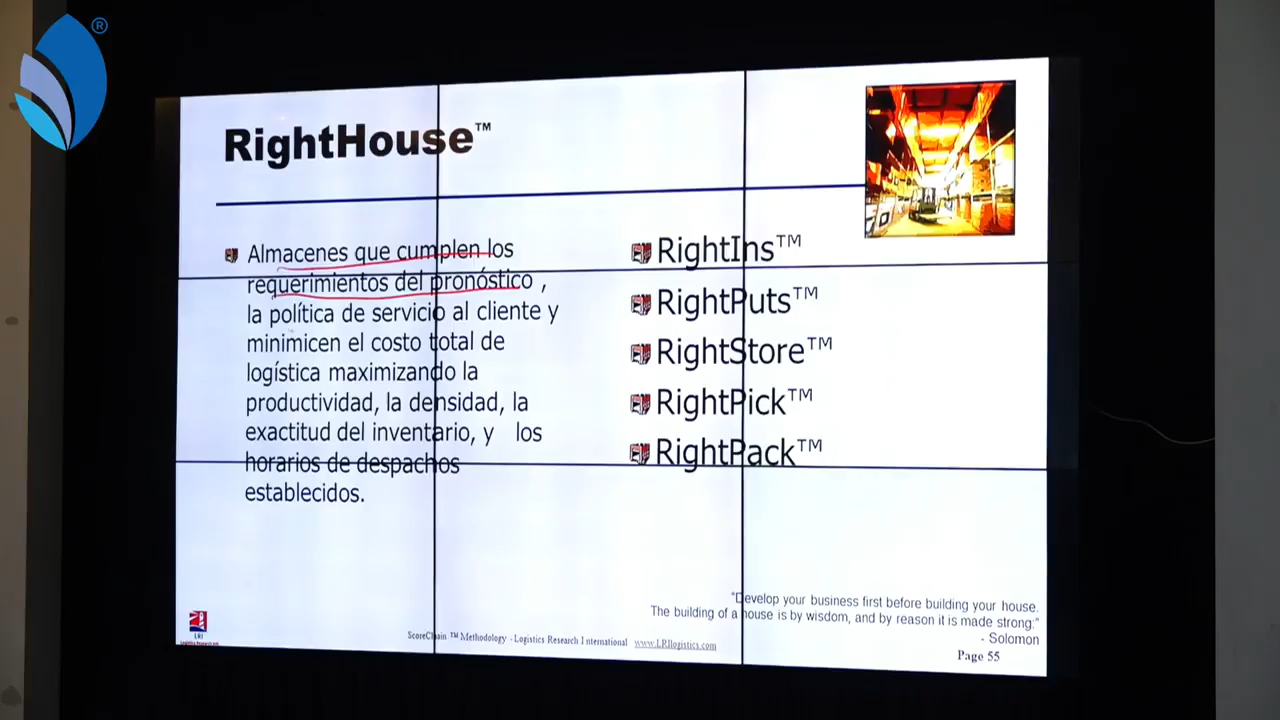 ®
RightHouse™
Almacenes que cumplen los
requerimientos del pronóstico ,
la política de servicio al cliente y
minimicen el costo total de
logística maximizando la
productividad, la densidad, la
exactitud del inventario, y los
horarios de despachos
establecidos.
RightIns™
RightPuts™
RightStore™
RightPick™
RightPack™
"Develop your business first before building your house.
The building of a house is by wisdom, and by reason it is made strong:"
- Solomon
LRI
ScoreChain ™ Methodology - Logistics Research International www.LRIlogistics.com
Page 55